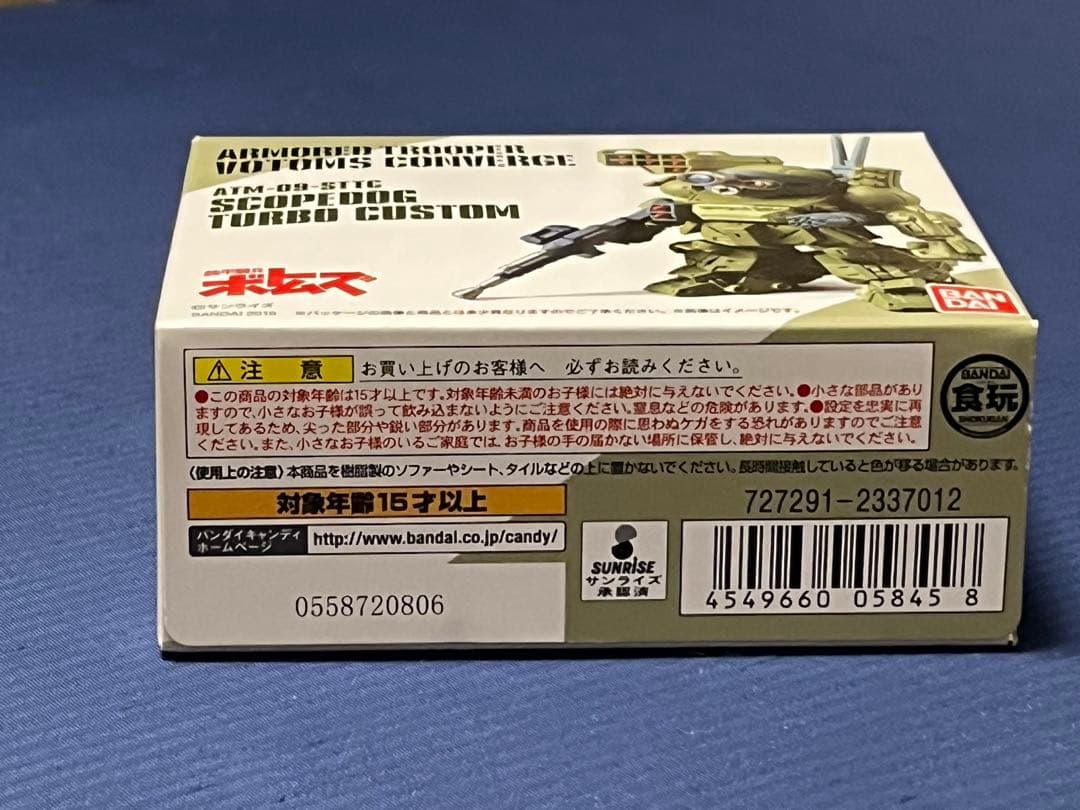 ARMORED TROOPER
VOTOMS CONVERGE
ATM-09-STTC
SCOPEDOG
TURBO CUSTOM
ボトムズ
©サンライズ
BANDAI
※パッケージの画像と商品とは多少異なりますのでご了承ください。 ※画像はイメージです。
BAN
DAI
注意 お買い上げのお客様へ 必ずお読みください。
●この商品の対象年齢は15才以上です。対象年齢未満のお子様には絶対に与えないでください。●小さな部品があり
ますので、小さなお子様が誤って飲み込まないようにご注意ください。窒息などの危険があります。●設定を忠実に再
現してあるため、尖った部分や鋭い部分があります。商品を使用の際に思わぬケガをする恐れがありますのでご注意
ください。また、小さなお子様のいるご家庭では、お子様の手の届かない場所に保管し、絶対に与えないでください。
BANDAI
食玩
SHOKUGAN
〈使用上の注意〉本商品を樹脂製のソファーやシート、タイルなどの上に置かないでください。長時間接触していると色が移る場合があります。
対象年齢15才以上
727291-2337012
バンダイキャンディ
ホームページ
http://www.bandai.co.jp/candy/
SUNRISE
サンライズ
承認済
0558720806
4549660 05845 8